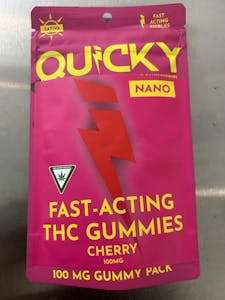 SATIVA
FAST
ACTING
EDIBLES
QUICKY
NANO
FAST-ACTING
THC GUMMIES
CHERRY
100MG
100 MG GUMMY PACK